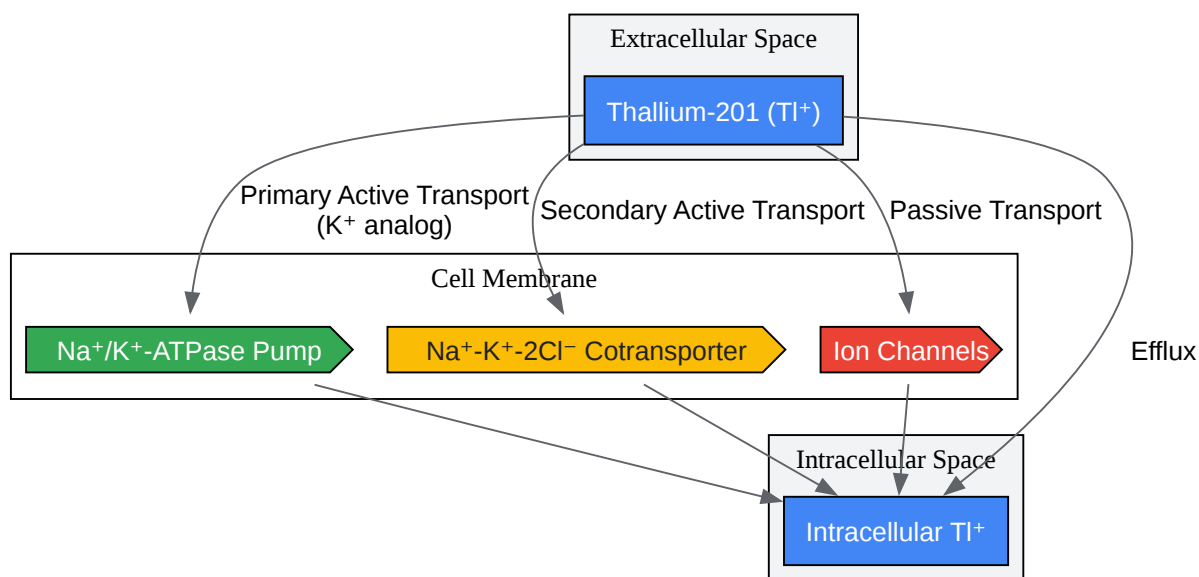 Extracellular Space
Thallium-201 (Tl⁺)
Primary Active Transport
(K⁺ analog)
Secondary Active Transport
Passive Transport
Cell Membrane
Na⁺/K⁺-ATPase Pump
Na⁺-K⁺-2Cl⁻ Cotransporter
Ion Channels
Efflux
Intracellular Space
Intracellular Tl⁺